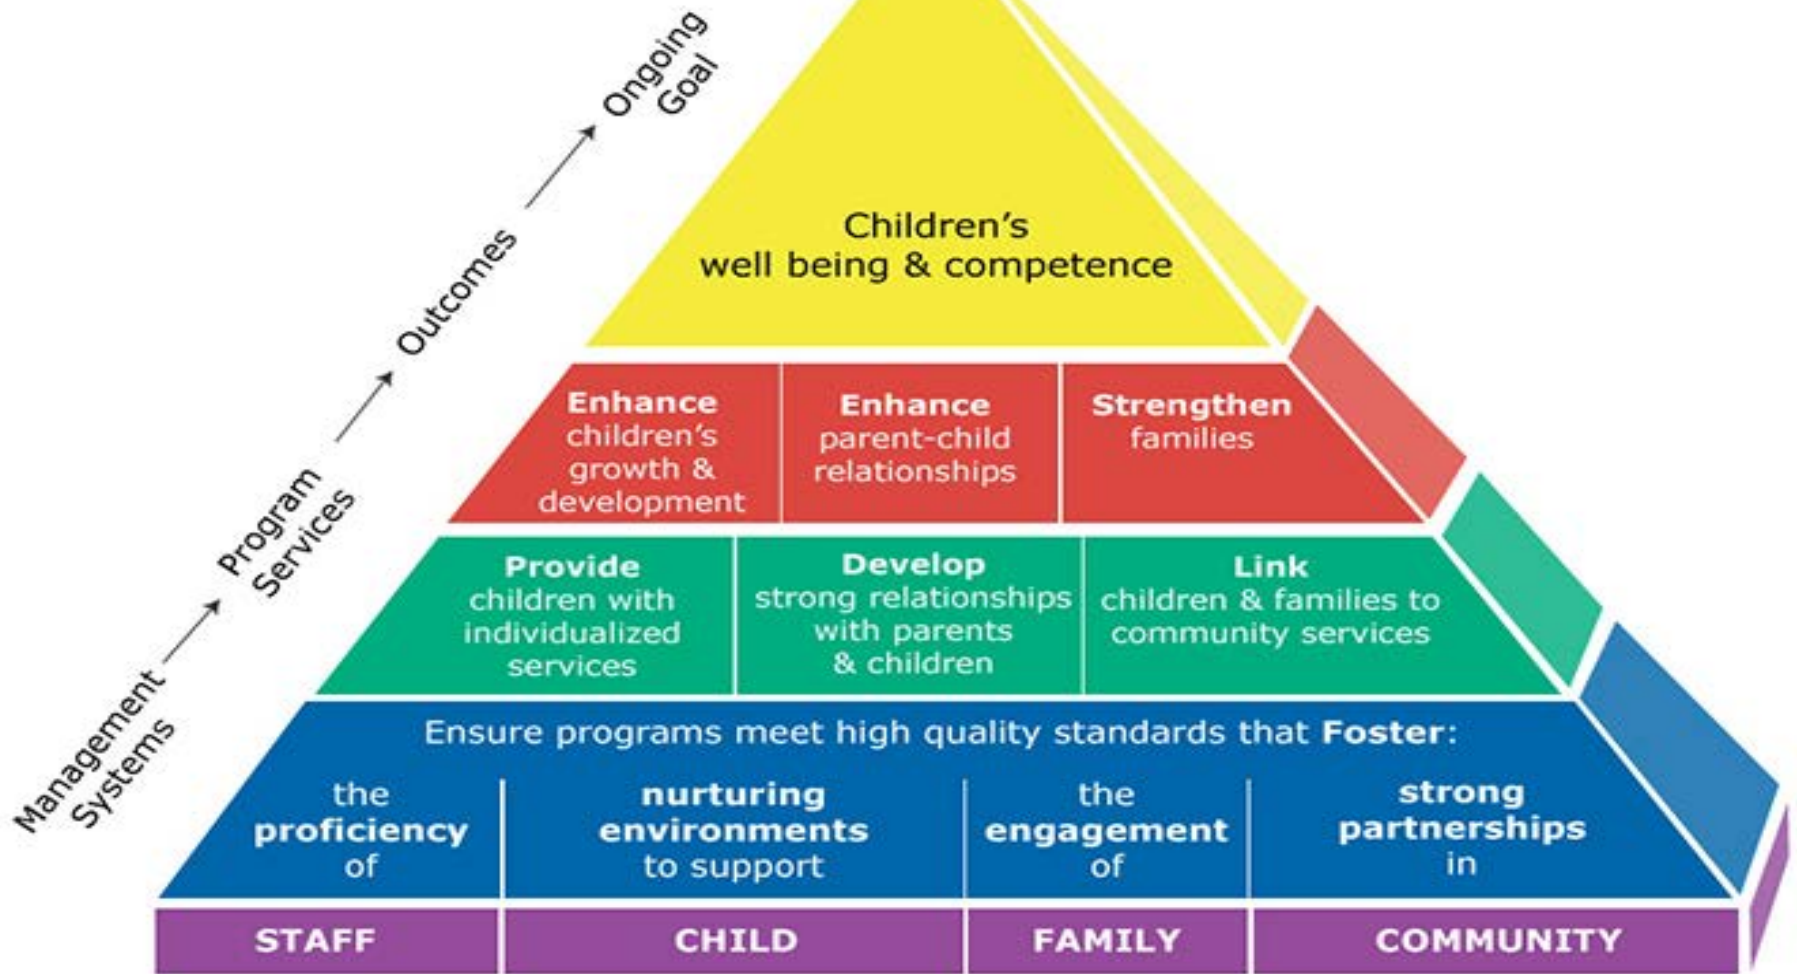 Ongoing
Goal
Outcomes
Program
Services
Management
Systems
Children’s
well being & competence
Enhance
children’s
growth &
development
Enhance
parent-child
relationships
Strengthen
families
Provide
children with
individualized
services
Develop
strong relationships
with parents
& children
Link
children & families to
community services
Ensure programs meet high quality standards that Foster:
the
proficiency
of
nurturing
environments
to support
the
engagement
of
strong
partnerships
in
STAFF
CHILD
FAMILY
COMMUNITY